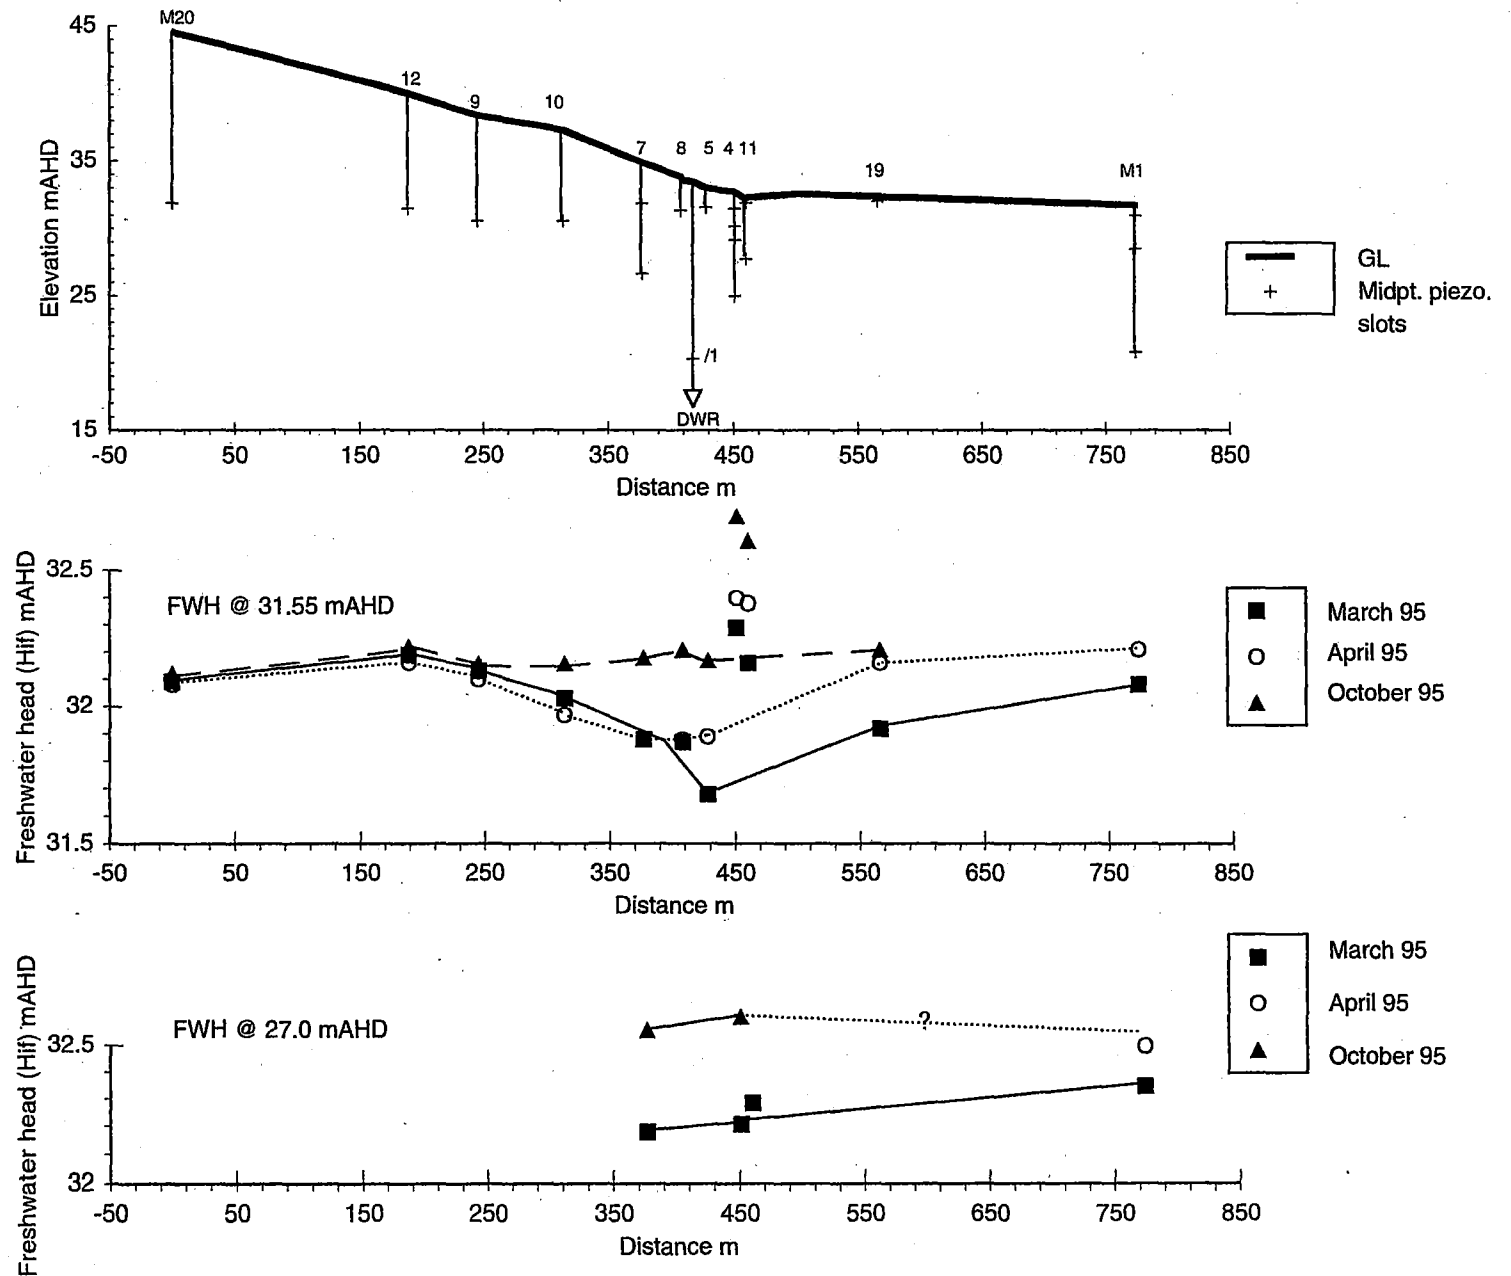 M20
45
12
9
10
35
7
8
5
4
11
19
M1
Elevation mAHD
25
/1
15
DWR
-50
50
150
250
350
450
550
650
750
850
Distance m
GL
Midpt. piezo.
slots
32.5
FWH @ 31.55 mAHD
32
31.5
Freshwater head (Hif) mAHD
-50
50
150
250
350
450
550
650
750
850
Distance m
March 95
April 95
October 95
FWH @ 27.0 mAHD
32.5
?
32
Freshwater head (Hif) mAHD
-50
50
150
250
350
450
550
650
750
850
Distance m
March 95
April 95
October 95